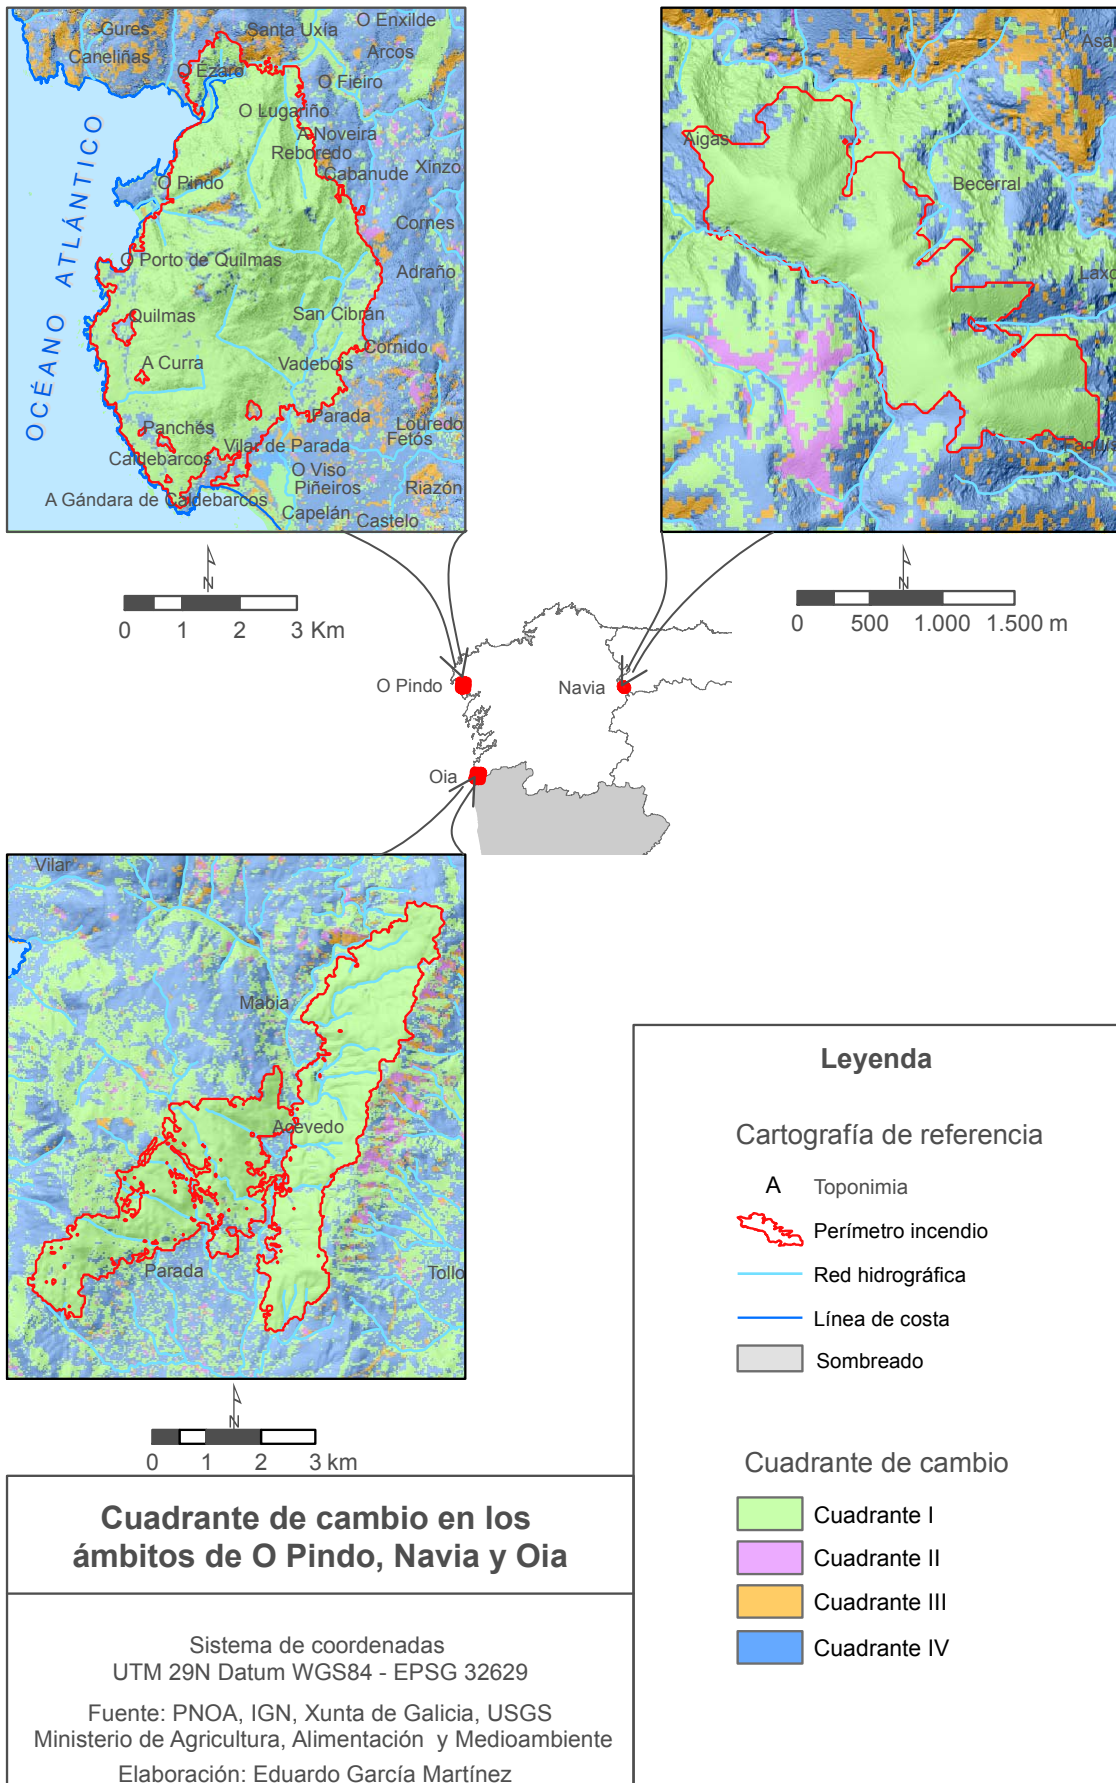 Gures
Caneliñas
Santa Uxía
O Enxilde
Arcos
O Ézaro
O Fieiro
O Lugariño
A Noveira
Reboredo
Cabanude
Xinzo
O Pindo
Cornes
Adraño
O Porto de Quilmas
Quilmas
San Cibrán
A Curra
Vadebois
Cornido
Panchés
Parada
Louredo
Fetós
Vilar de Parada
Caldebarcos
O Viso
Piñeiros
Riazón
A Gándara de Caldebarcos
Capelán
Castelo
OCÉANO ATLÁNTICO
N
0 1 2 3 Km
Aigas
Becerral
N
0 500 1.000 1.500 m
O Pindo
Navia
Oia
Vilar
Mabia
Acevedo
Parada
Tollo
N
0 1 2 3 km
Cuadrante de cambio en los
ámbitos de O Pindo, Navia y Oia
Sistema de coordenadas
UTM 29N Datum WGS84 - EPSG 32629
Fuente: PNOA, IGN, Xunta de Galicia, USGS
Ministerio de Agricultura, Alimentación y Medioambiente
Elaboración: Eduardo García Martínez
Leyenda
Cartografía de referencia
A Toponimia
Perímetro incendio
Red hidrográfica
Línea de costa
Sombreado
Cuadrante de cambio
Cuadrante I
Cuadrante II
Cuadrante III
Cuadrante IV